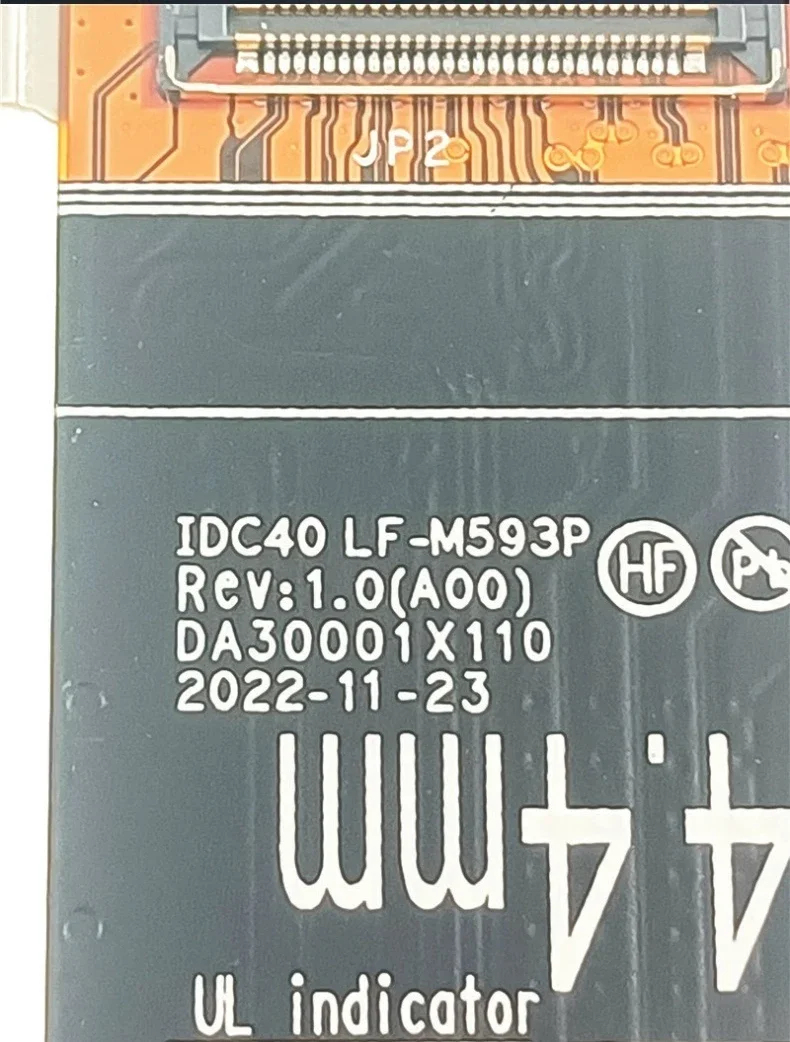 JP2
IDC40 LF-M593P HF Pb
Rev:1.0(A00)
DA30001X110
2022-11-23
4.4mm
UL indicator